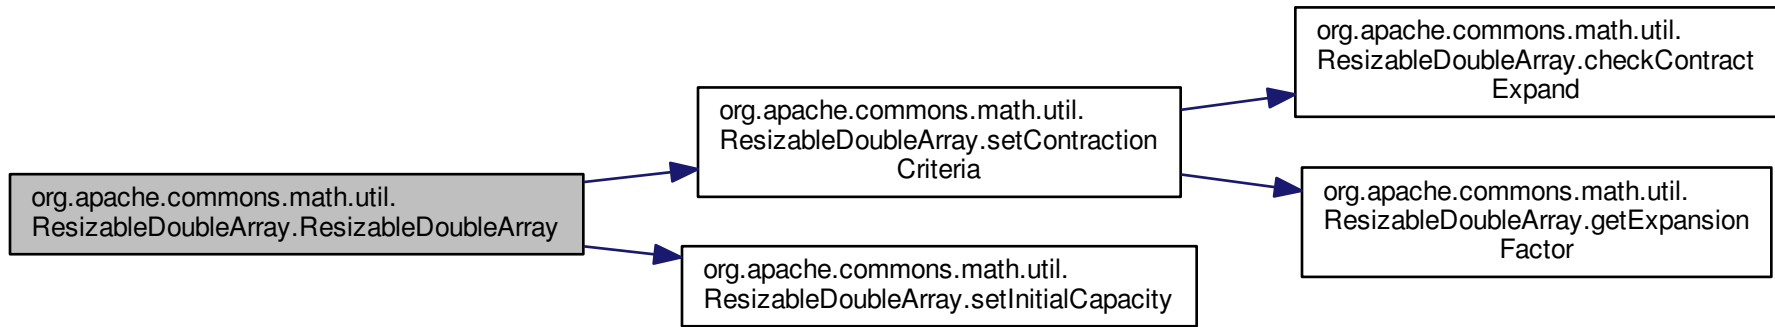 org.apache.commons.math.util.
ResizableDoubleArray.ResizableDoubleArray
org.apache.commons.math.util.
ResizableDoubleArray.setContraction
Criteria
org.apache.commons.math.util.
ResizableDoubleArray.setInitialCapacity
org.apache.commons.math.util.
ResizableDoubleArray.checkContract
Expand
org.apache.commons.math.util.
ResizableDoubleArray.getExpansion
Factor